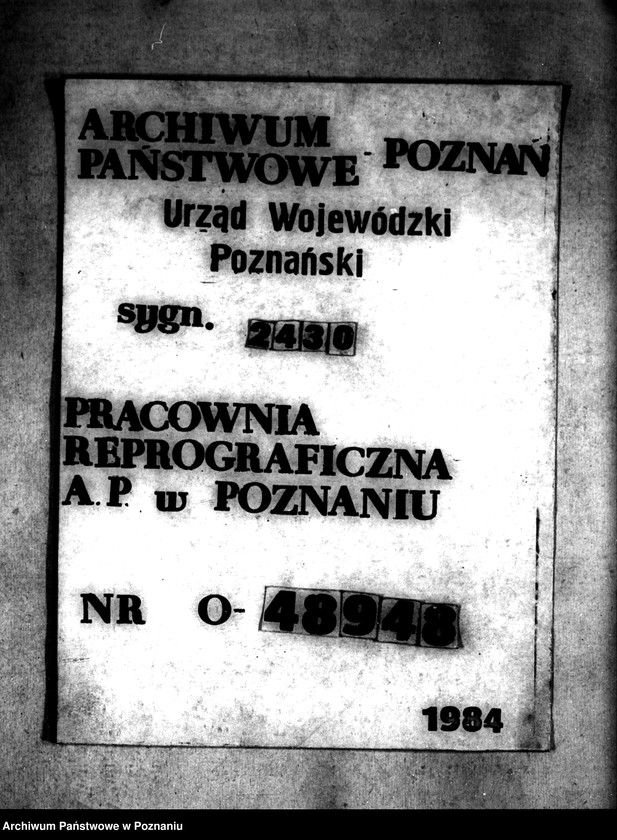 ARCHIWUM
PAŃSTWOWE - POZNAŃ
Urząd Wojewódzki
Poznański
sygn. 2430
PRACOWNIA
REPROGRAFICZNA
A.P. w POZNANIU
NR O-48948
1984
Archiwum Państwowe w Poznaniu